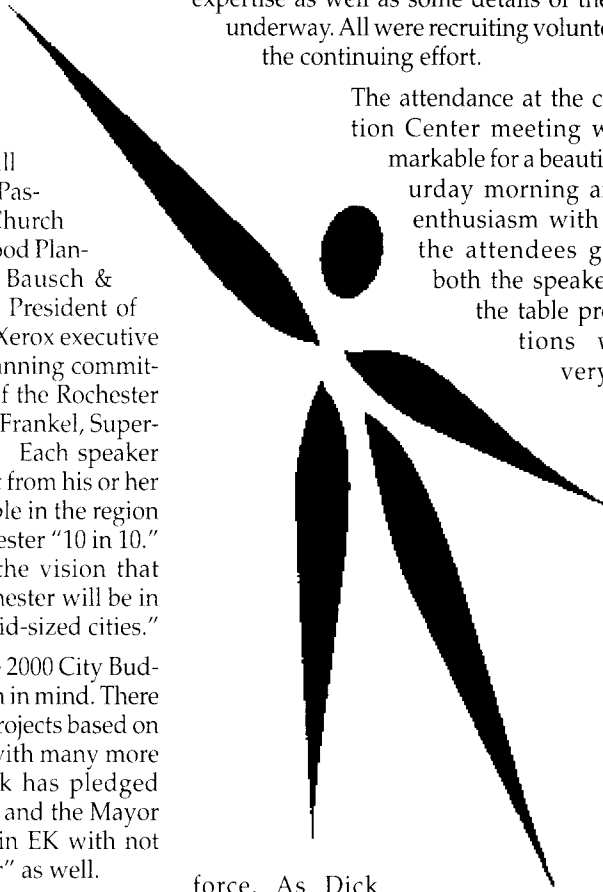 expertise as well as some details of the
underway. All were recruiting volunte
the continuing effort.
The attendance at the c
tion Center meeting w
markable for a beauti
urday morning a
enthusiasm with
the attendees g
both the speake
the table pre
tions w
very
ll
Pas-
Church
ood Plan-
Bausch &
President of
Xerox executive
anning commit-
f the Rochester
Frankel, Super-
Each speaker
t from his or her
ole in the region
ester “10 in 10.”
the vision that
hester will be in
id-sized cities.”
2000 City Bud-
n in mind. There
rojects based on
with many more
k has pledged
and the Mayor
in EK with not
r” as well.
force. As Dick